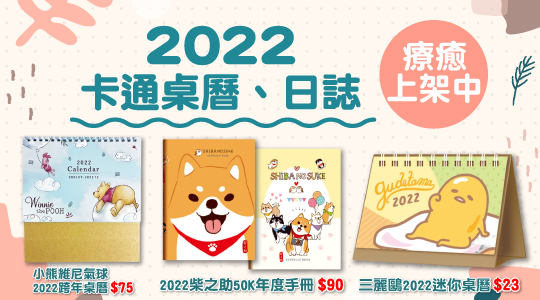 2022
卡通桌曆、日誌
療癒
上架中
2022
Calendar
Winnie
the POOH
SHIBANOSUKE
SHIBANOSUKE
gudetama
2022
小熊維尼氣球
2022跨年桌曆 $75
2022柴之助50K年度手冊 $90
三麗鷗2022迷你桌曆 $23